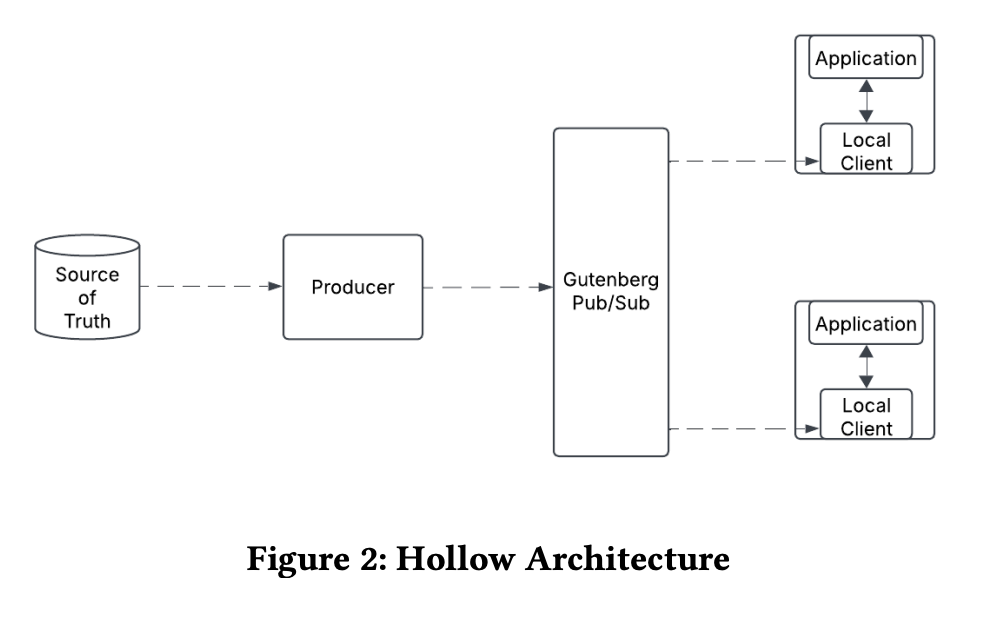 Source
of
Truth
Producer
Gutenberg
Pub/Sub
Application
Local
Client
Application
Local
Client
Figure 2: Hollow Architecture